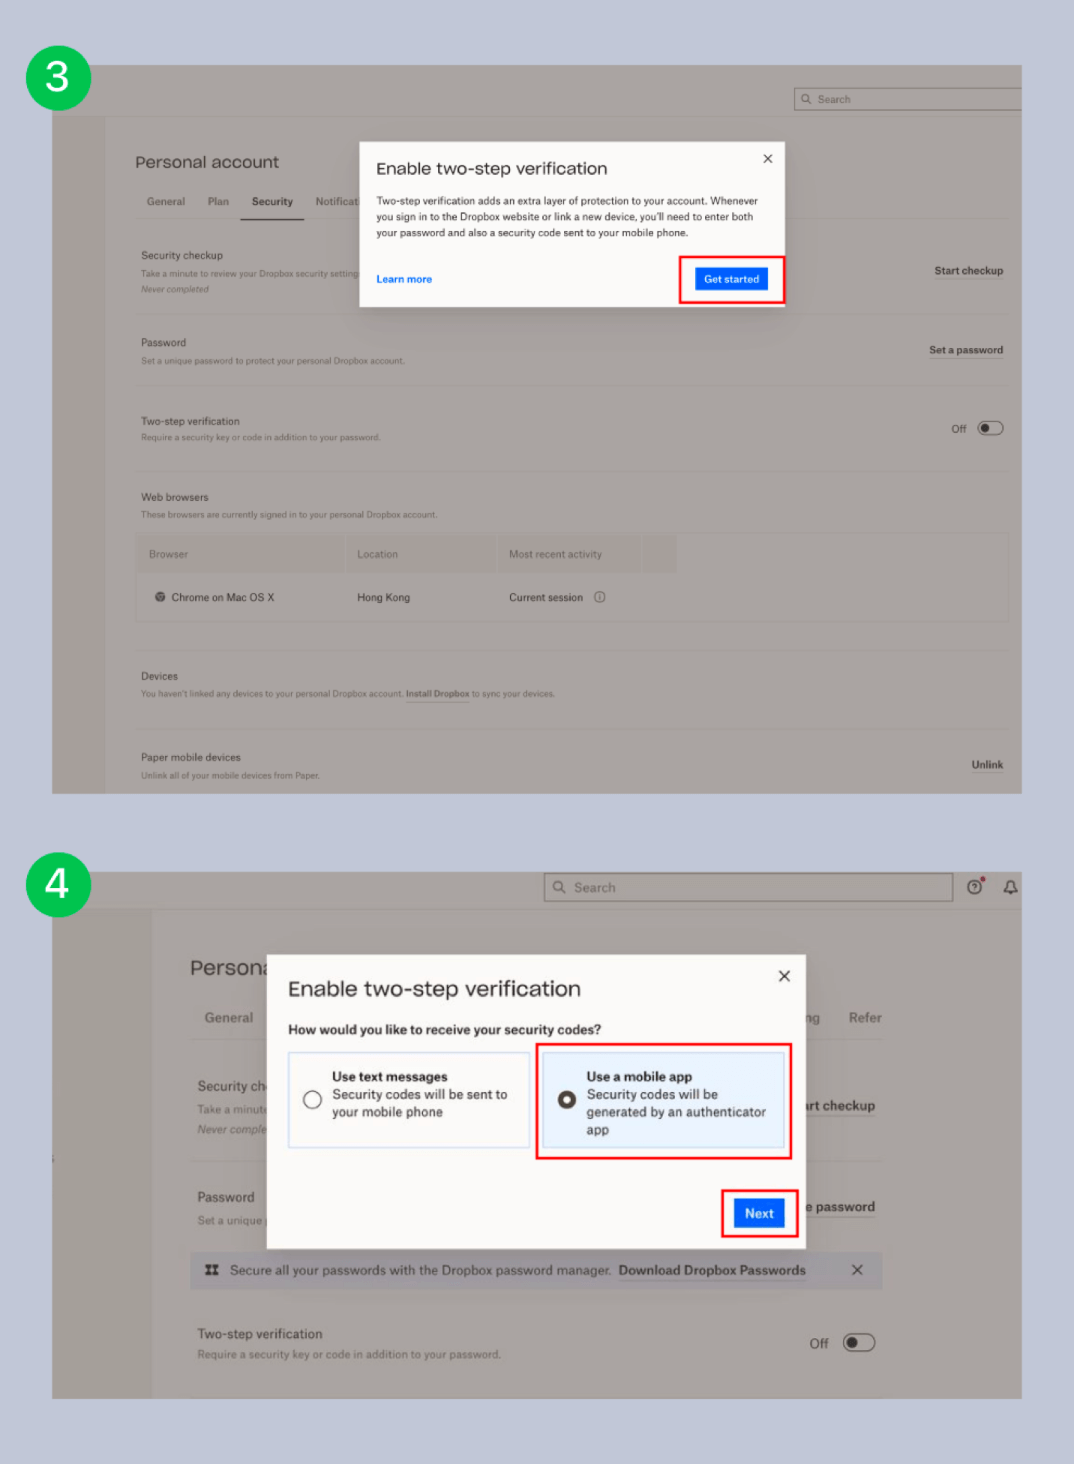 3
Search
Personal account
General Plan Security Notificat
Enable two-step verification
Two-step verification adds an extra layer of protection to your account. Whenever
you sign in to the Dropbox website or link a new device, you'll need to enter both
your password and also a security code sent to your mobile phone.
Learn more
Get started
Security checkup
Take a minute to review your Dropbox security setting
Never completed
Start checkup
Password
Set a unique password to protect your personal Dropbox account.
Set a password
Two-step verification
Require a security key or code in addition to your password.
Off
Web browsers
These browsers are currently signed in to your personal Dropbox account.
Browser Location Most recent activity
Chrome on Mac OS X Hong Kong Current session
Devices
You haven't linked any devices to your personal Dropbox account. Install Dropbox to sync your devices.
Paper mobile devices
Unlink all of your mobile devices from Paper.
Unlink
4
Search
Persona
General
ng Refer
Enable two-step verification
How would you like to receive your security codes?
Use text messages
Security codes will be sent to
your mobile phone
Use a mobile app
Security codes will be
generated by an authenticator
app
Next
Security ch
Take a minut
Never comple
art checkup
Password
Set a unique
e password
Secure all your passwords with the Dropbox password manager. Download Dropbox Passwords
Two-step verification
Require a security key or code in addition to your password.
Off